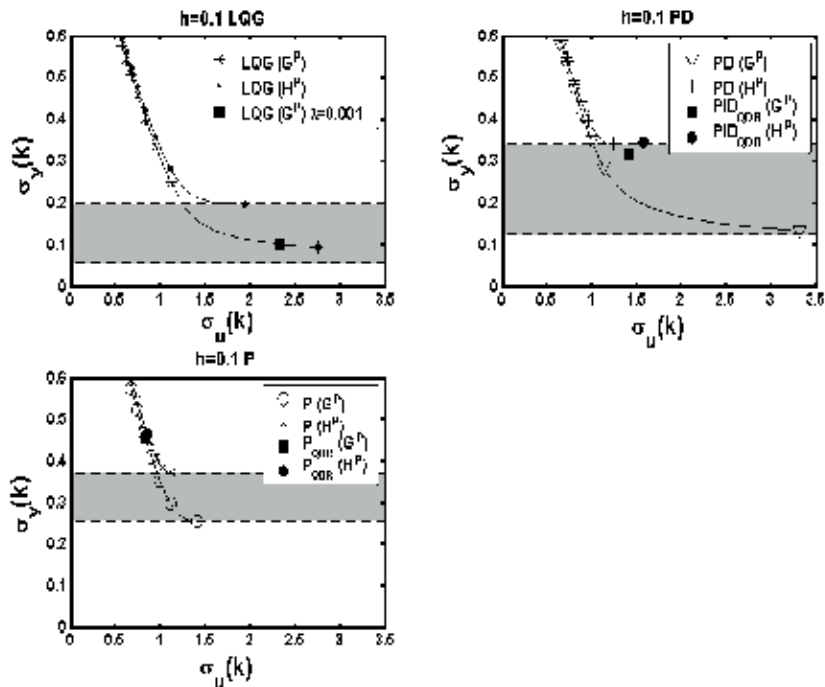 h=0.1 LQG
0.6
0.5
0.4
0.3
0.2
0.1
0
σy(k)
LQG (G^P)
LQG (H^P)
LQG (G^P) λ=0.001
0 0.5 1 1.5 2 2.5 3 3.5
σu(k)
h=0.1 PD
0.6
0.5
0.4
0.3
0.2
0.1
0
σy(k)
PD (G^P)
PD (H^P)
PID (G^P)
PID (H^P)
0 0.5 1 1.5 2 2.5 3 3.5
σu(k)
h=0.1 P
0.6
0.5
0.4
0.3
0.2
0.1
0
σy(k)
P (G^P)
P (H^P)
P (G^P)
P_QDR (H^P)
0 0.5 1 1.5 2 2.5 3 3.5
σu(k)